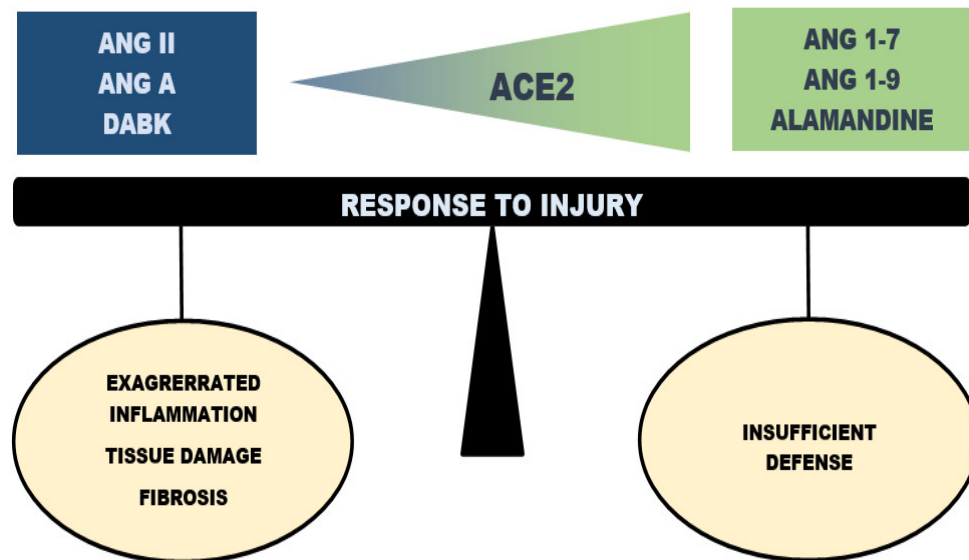 ANG II
ANG A
DABK
ACE2
ANG 1-7
ANG 1-9
ALAMANDINE
RESPONSE TO INJURY
EXAGRERRATED
INFLAMMATION
TISSUE DAMAGE
FIBROSIS
INSUFFICIENT
DEFENSE